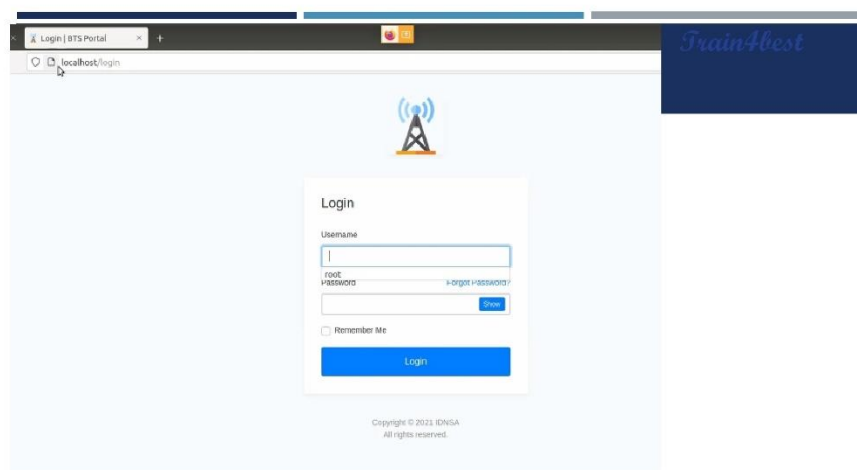 Login | BTS Portal
Train4best
localhost/login
Login
Username
root
Password
Forgot Password?
Show
Remember Me
Login
Copyright © 2021 IDNSA
All rights reserved.